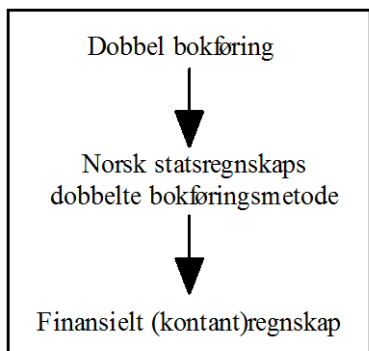 Dobbel bokføring
Norsk statsregnskaps
dobbelte bokføringsmetode
Finansielt (kontant)regnskap